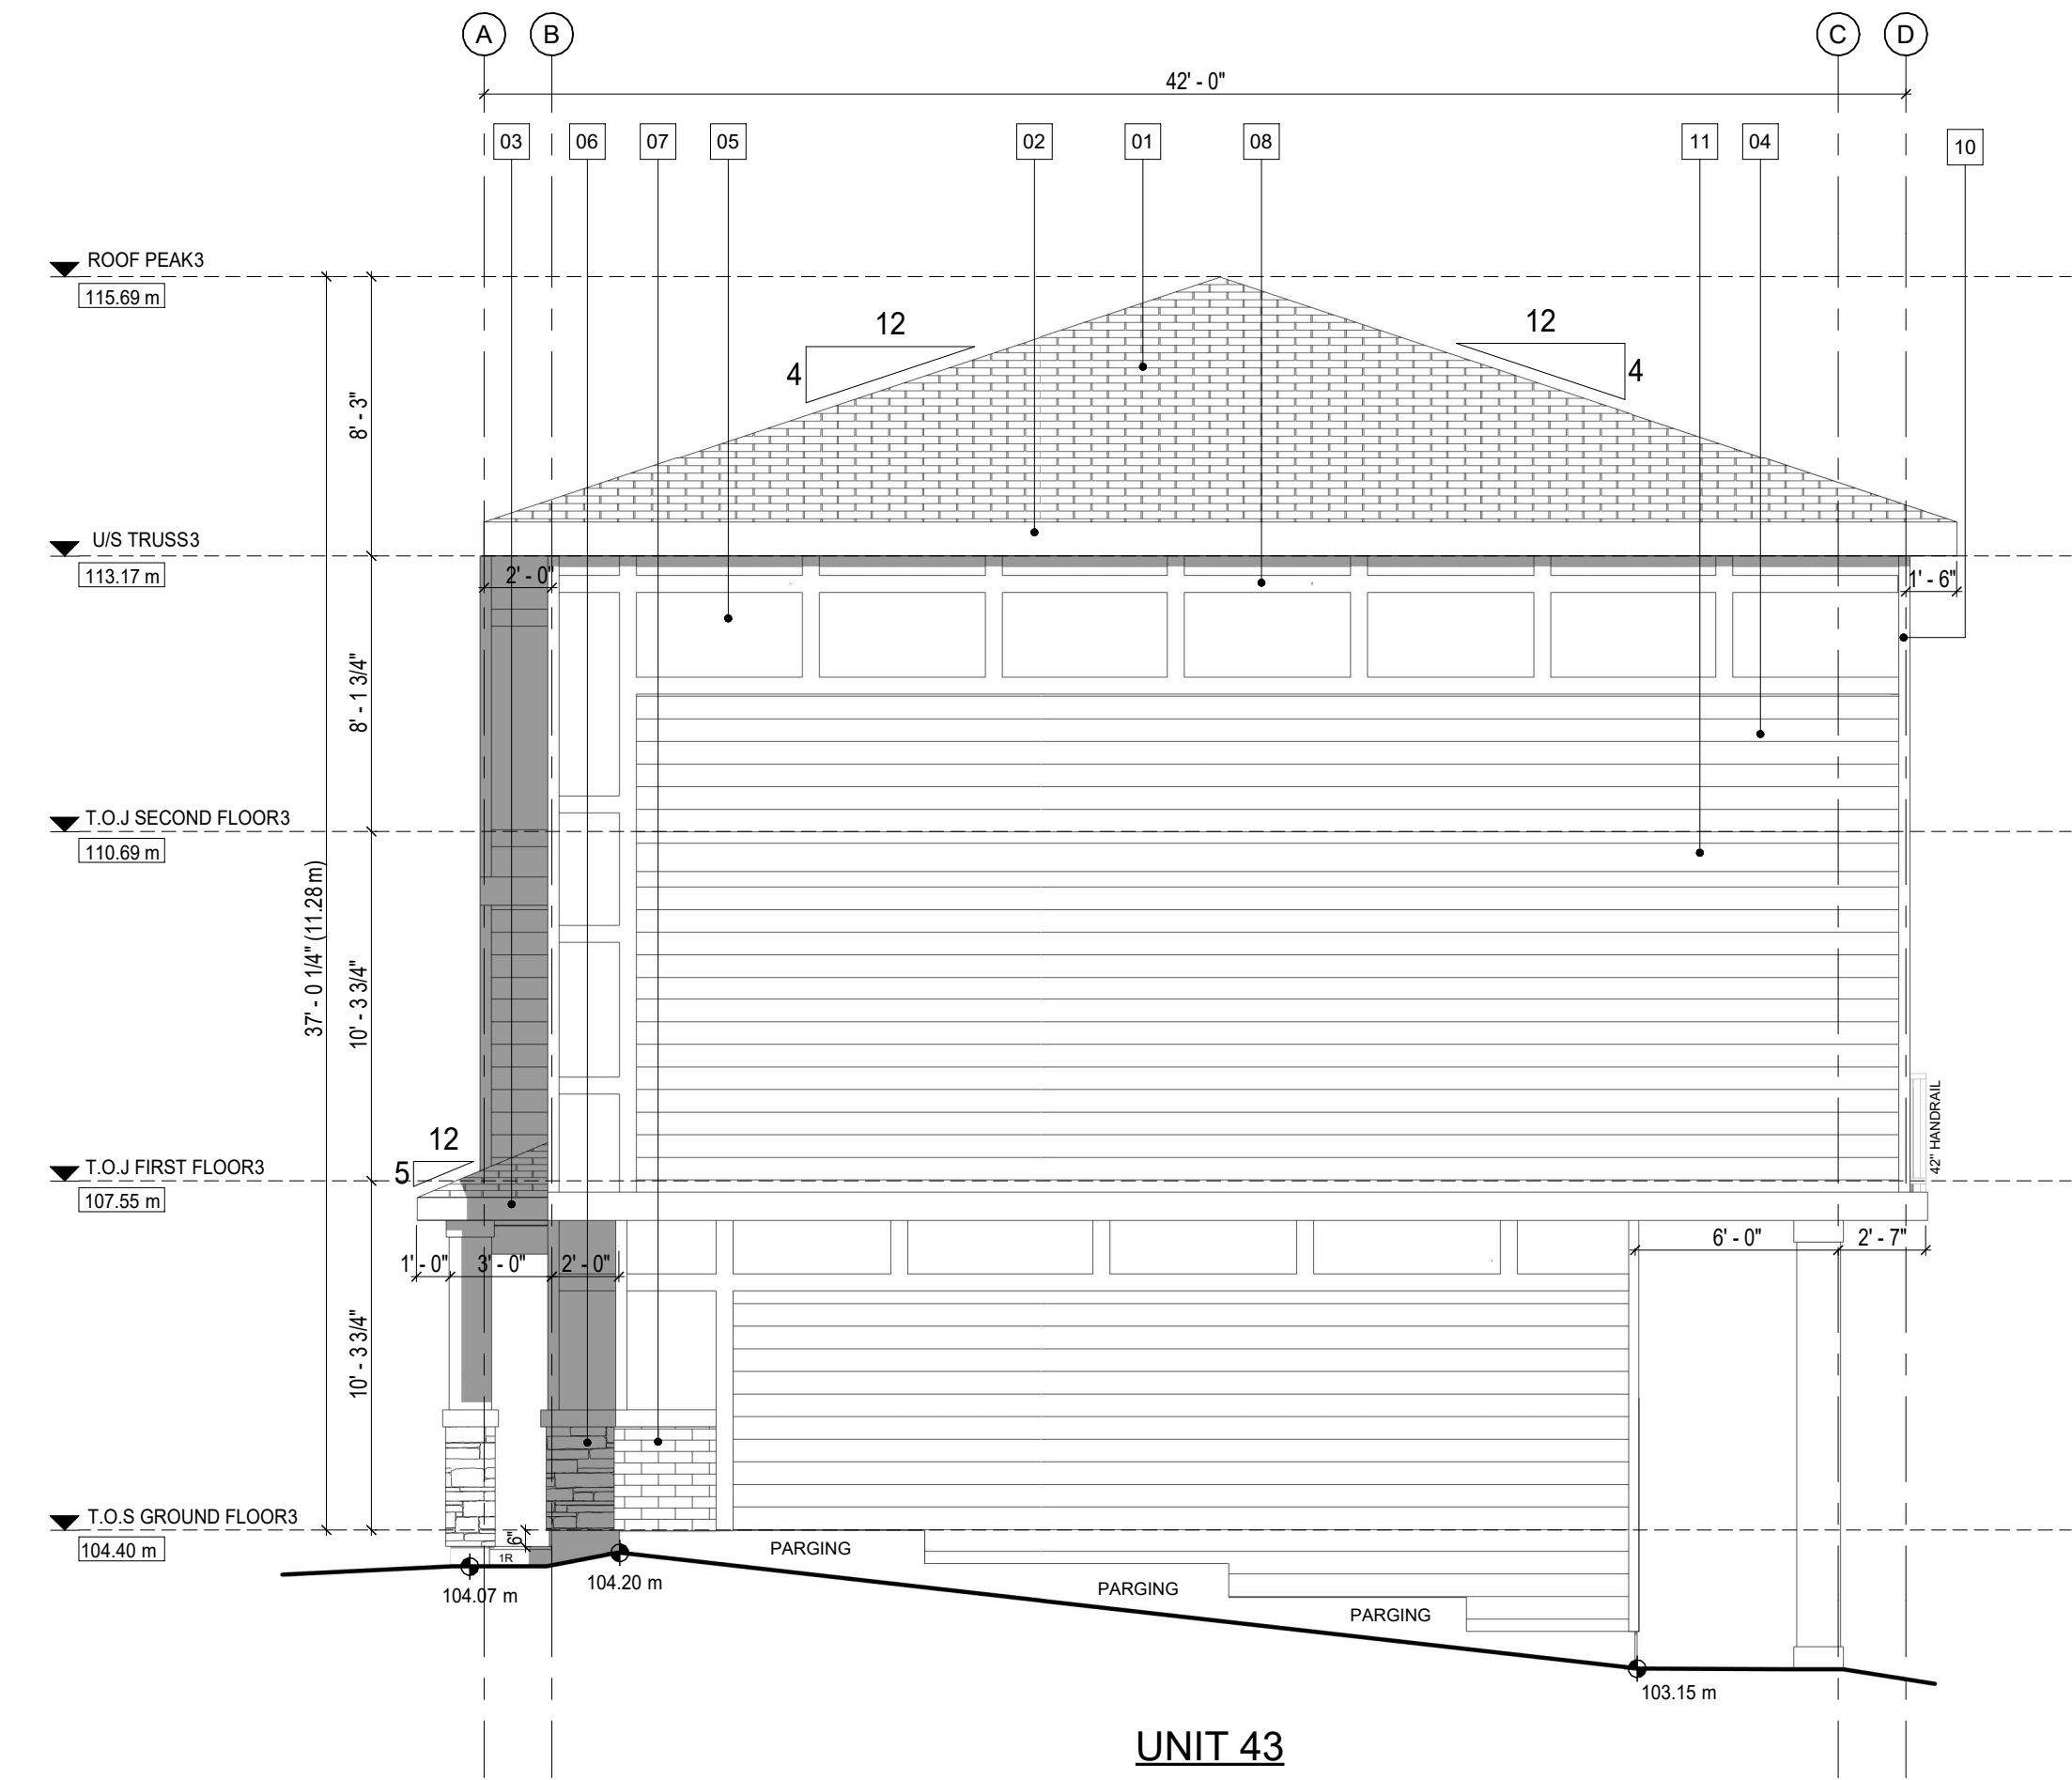 A B C D
42' - 0"
03 06 07 05 02 01 08 11 04 10
ROOF PEAK3
115.69 m
12
4
12
4
8' - 3"
U/S TRUSS3
113.17 m
2' - 0"
1' - 6"
8' - 1 3/4"
T.O.J SECOND FLOOR3
110.69 m
37' - 0 1/4" (11.28m)
10' - 3 3/4"
42" HANDRAIL
12
5
T.O.J FIRST FLOOR3
107.55 m
6' - 0"
2' - 7"
1' - 0"
3' - 0"
2' - 0"
10' - 3 3/4"
T.O.S GROUND FLOOR3
104.40 m
6"
1R
PARGING
104.07 m
104.20 m
PARGING
PARGING
103.15 m
UNIT 43